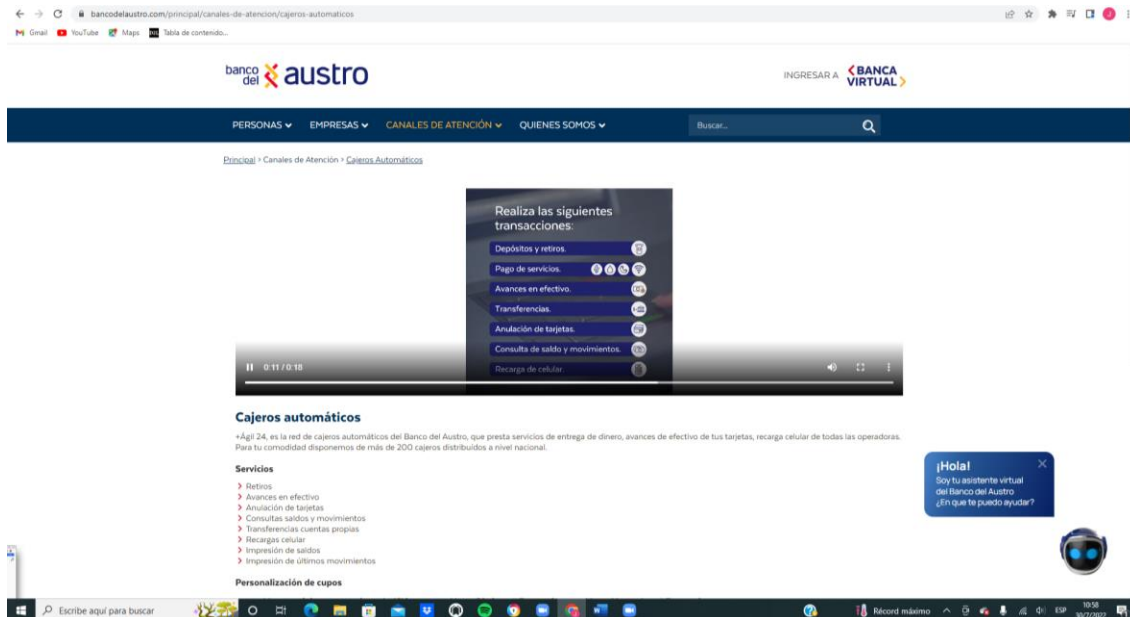 bancodelaustro.com/principal/canales-de-atencion/cajeros-automaticos
Gmail YouTube Maps Tabla de contenido...
banco del austro
INGRESAR A BANCA VIRTUAL
PERSONAS EMPRESAS CANALES DE ATENCIÓN QUIENES SOMOS Buscar...
Principal > Canales de Atención > Cajeros Automáticos
Realiza las siguientes
transacciones:
Depósitos y retiros.
Pago de servicios.
Avances en efectivo.
Transferencias.
Anulación de tarjetas.
Consulta de saldo y movimientos.
Recarga de celular.
0:11 / 0:18
Cajeros automáticos
+Ágil 24, es la red de cajeros automáticos del Banco del Austro, que presta servicios de entrega de dinero, avances de efectivo de tus tarjetas, recarga celular de todas las operadoras.
Para tu comodidad disponemos de más de 200 cajeros distribuidos a nivel nacional.
Servicios
Retiros
Avances en efectivo
Anulación de tarjetas
Consultas saldos y movimientos
Transferencias cuentas propias
Recargas celular
Impresión de saldos
Impresión de últimos movimientos
Personalización de cupos
¡Hola!
Soy tu asistente virtual
del Banco del Austro
¿En que te puedo ayudar?
Escribe aquí para buscar
Récord máximo
ESP
10:58
30/7/2022